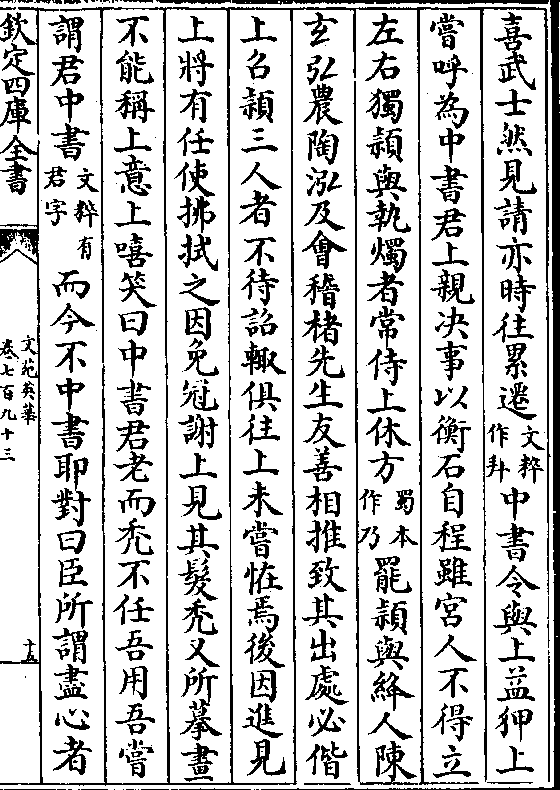 喜武士然見請亦時往累遷文粹作拜中書令與上益狎上
嘗呼為中書君上親决事以衡石自程雖宮人不得立
左右獨頴與執燭者常侍上休方蜀本作乃罷頴與絳人陳
玄弘農陶泓及會稽楮先生友善相推致其出處必偕
上召頴三人者不待詔輙俱往上未嘗怪焉後因進見
上將有任使拂拭之因免冠謝上見其髮秃又所摹畫
不能稱上意上嘻笑曰中書君老而秃不任吾用吾嘗
謂君中書文粹有君字而今不中書耶對曰臣所謂盡心者
欽定四庫全書
文苑英華
卷七百九十三
十五